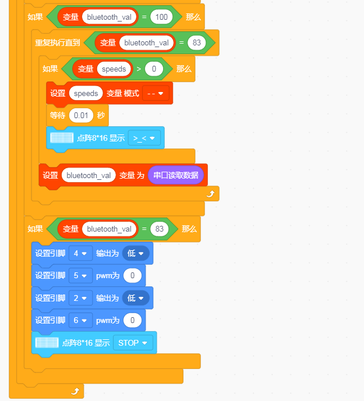 如果 变量 bluetooth_val = 100 那么
重复执行直到 变量 bluetooth_val = 83
如果 变量 speeds > 0 那么
设置 speeds 变量 模式 --
等待 0.01 秒
点阵8*16 显示 >_<
设置 bluetooth_val 变量 为 串口读取数据
如果 变量 bluetooth_val = 83 那么
设置引脚 4 输出为 低
设置引脚 5 pwm为 0
设置引脚 2 输出为 低
设置引脚 6 pwm为 0
点阵8*16 显示 STOP